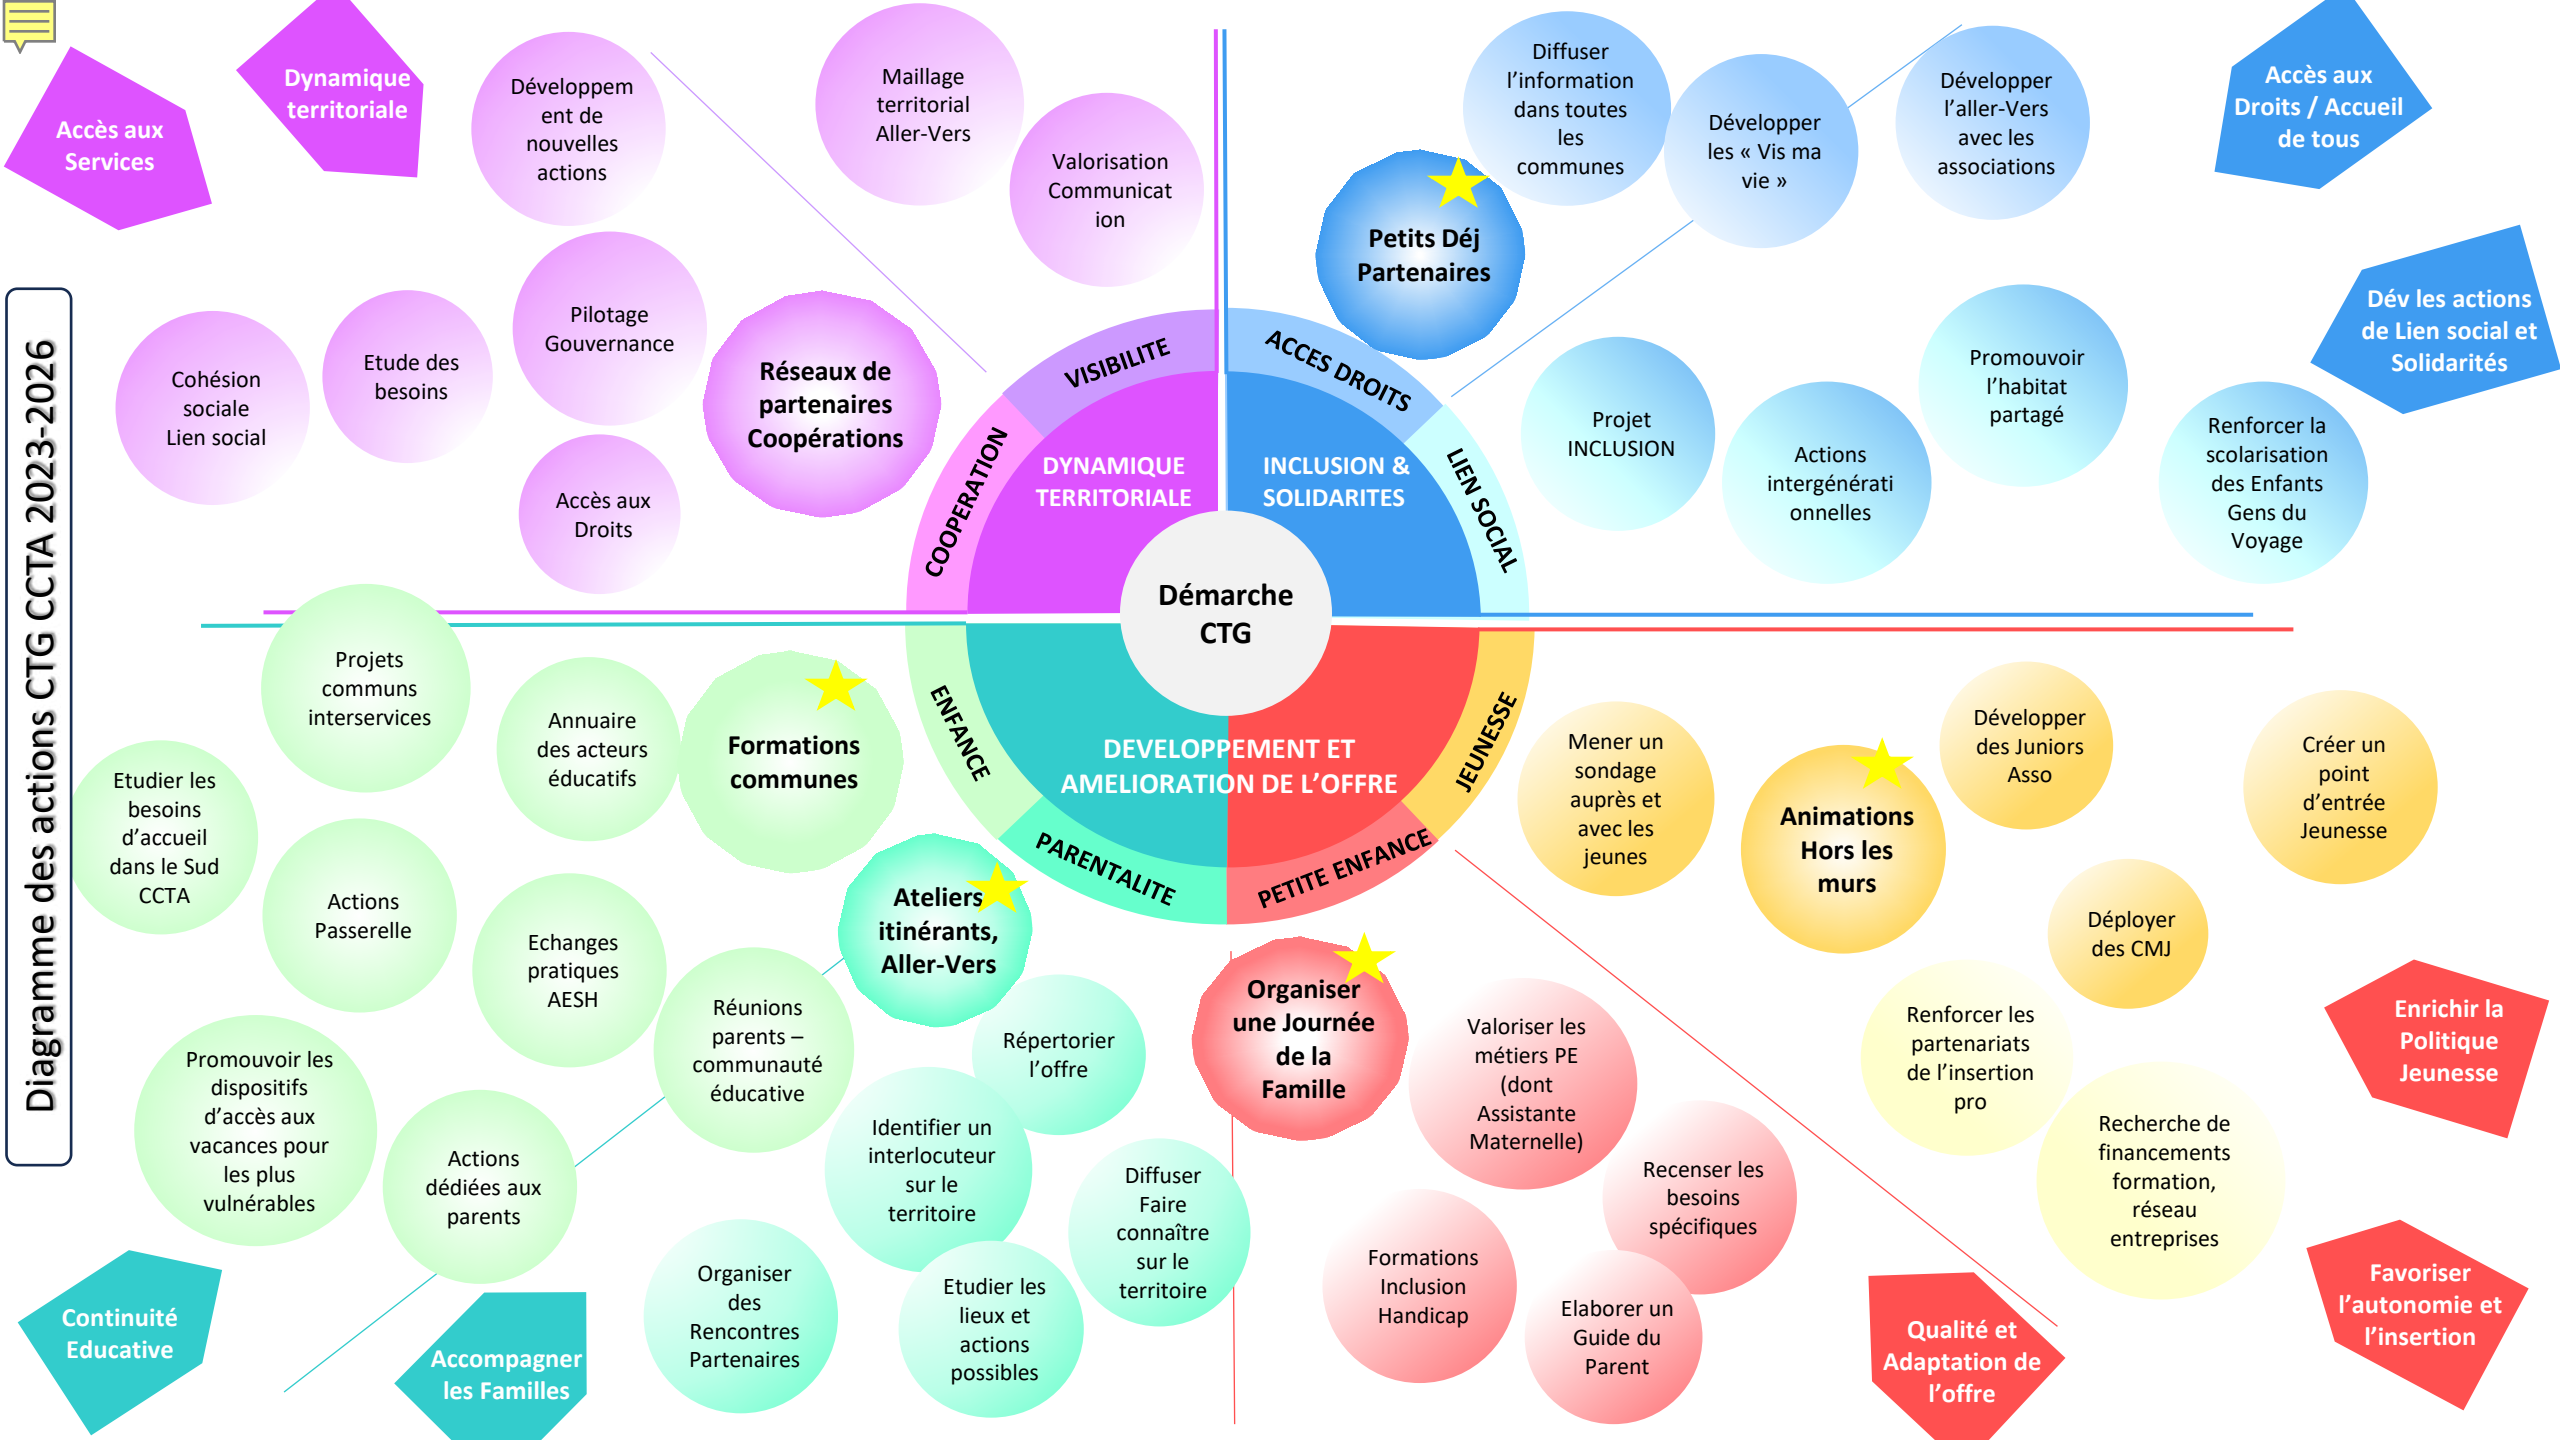 Diagramme des actions CTG CCTA 2023-2026
Accès aux
Services
Dynamique
territoriale
Développem
ent de
nouvelles
actions
Maillage
territorial
Aller-Vers
Valorisation
Communicat
ion
Cohésion
sociale
Lien social
Etude des
besoins
Pilotage
Gouvernance
Accès aux
Droits
Réseaux de
partenaires
Coopérations
Diffuser
l’information
dans toutes
les
communes
Développer
les « Vis ma
vie »
Développer
l’aller-Vers
avec les
associations
Accès aux
Droits / Accueil
de tous
Petits Déj
Partenaires
Dév les actions
de Lien social et
Solidarités
Projet
INCLUSION
Actions
intergénérati
onnelles
Promouvoir
l’habitat
partagé
Renforcer la
scolarisation
des Enfants
Gens du
Voyage
VISIBILITE
COOPERATION
ACCES DROITS
LIEN SOCIAL
DYNAMIQUE
TERRITORIALE
INCLUSION &
SOLIDARITES
Démarche
CTG
DEVELOPPEMENT ET
AMELIORATION DE L’OFFRE
ENFANCE
PARENTALITE
PETITE ENFANCE
JEUNESSE
Projets
communs
interservices
Annuaire
des acteurs
éducatifs
Formations
communes
Etudier les
besoins
d’accueil
dans le Sud
CCTA
Actions
Passerelle
Echanges
pratiques
AESH
Réunions
parents –
communauté
éducative
Promouvoir les
dispositifs
d’accès aux
vacances pour
les plus
vulnérables
Actions
dédiées aux
parents
Continuité
Educative
Accompagner
les Familles
Ateliers
itinérants,
Aller-Vers
Répertorier
l’offre
Identifier un
interlocuteur
sur le
territoire
Diffuser
Faire
connaître
sur le
territoire
Organiser
des
Rencontres
Partenaires
Etudier les
lieux et
actions
possibles
Organiser
une Journée
de la
Famille
Valoriser les
métiers PE
(dont
Assistante
Maternelle)
Recenser les
besoins
spécifiques
Formations
Inclusion
Handicap
Elaborer un
Guide du
Parent
Qualité et
Adaptation de
l’offre
Mener un
sondage
auprès et
avec les
jeunes
Animations
Hors les
murs
Développer
des Juniors
Asso
Créer un
point
d’entrée
Jeunesse
Déployer
des CMJ
Renforcer les
partenariats
de l’insertion
pro
Recherche de
financements
formation,
réseau
entreprises
Enrichir la
Politique
Jeunesse
Favoriser
l’autonomie et
l’insertion